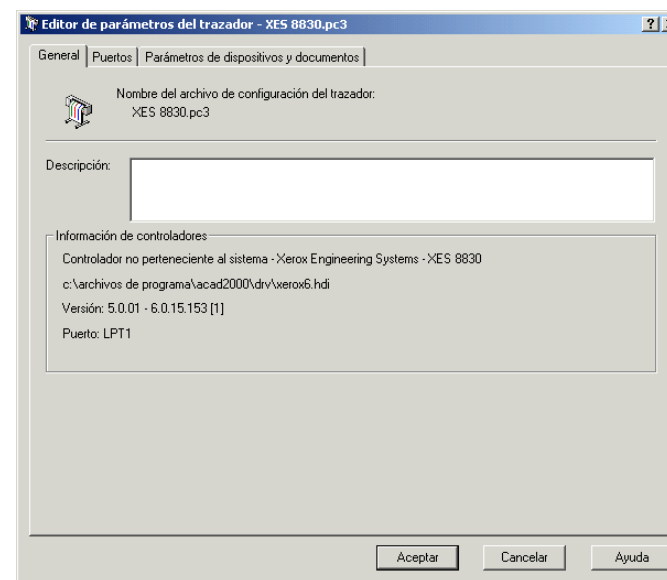 Editor de parámetros del trazador - XES 8830.pc3
General Puertos Parámetros de dispositivos y documentos
Nombre del archivo de configuración del trazador:
XES 8830.pc3
Descripción:
Información de controladores
Controlador no perteneciente al sistema - Xerox Engineering Systems - XES 8830
c:\archivos de programa\acad2000\drv\xerox6.hdi
Versión: 5.0.01 - 6.0.15.153 [1]
Puerto: LPT1
Aceptar Cancelar Ayuda